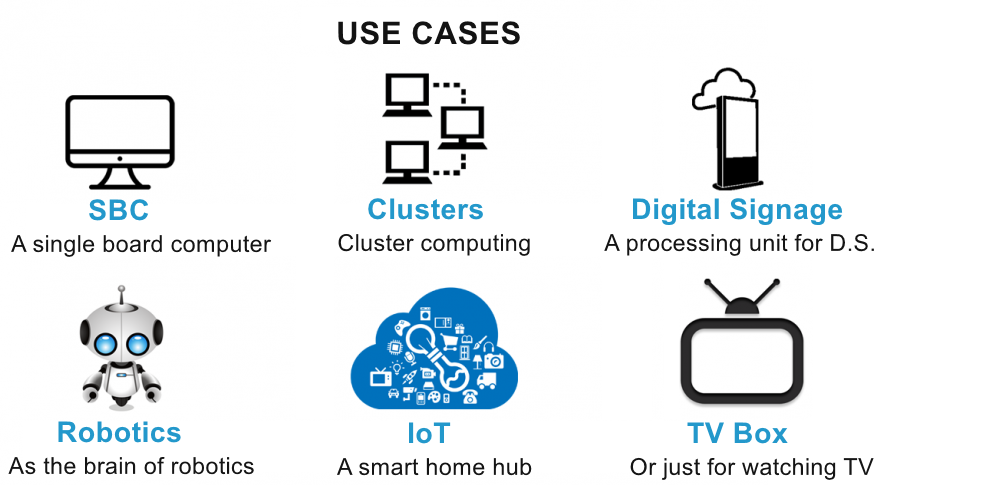 USE CASES
SBC
A single board computer
Clusters
Cluster computing
Digital Signage
A processing unit for D.S.
Robotics
As the brain of robotics
IoT
A smart home hub
TV Box
Or just for watching TV